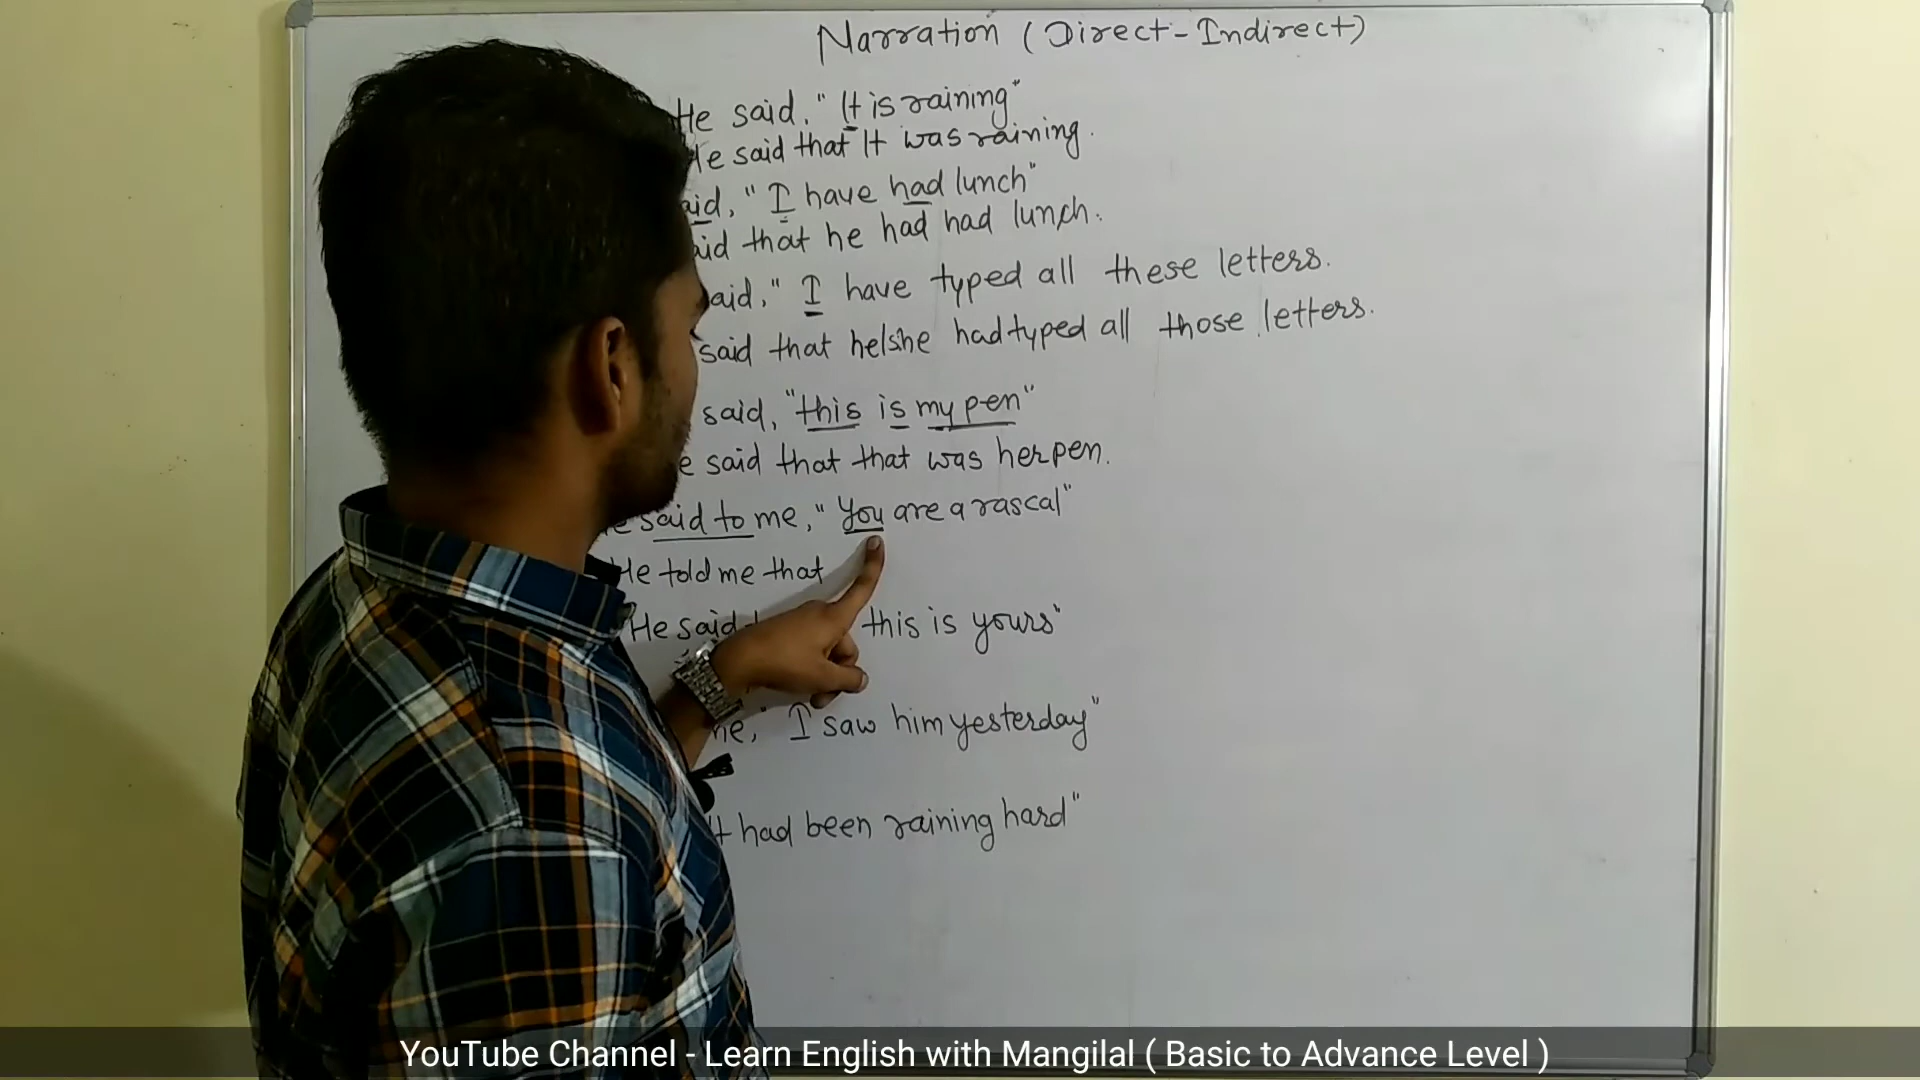 Narration (Direct-Indirect)
He said, "It is raining"
He said that It was raining.
said, "I have had lunch"
said that he had had lunch.
said," I have typed all these letters.
said that he/she had typed all those letters.
said, "this is my pen"
said that that was her pen.
said to me, "You are a rascal"
He told me that
He said this is yours"
me," I saw him yesterday"
It had been raining hard"
YouTube Channel - Learn English with Mangilal ( Basic to Advance Level )